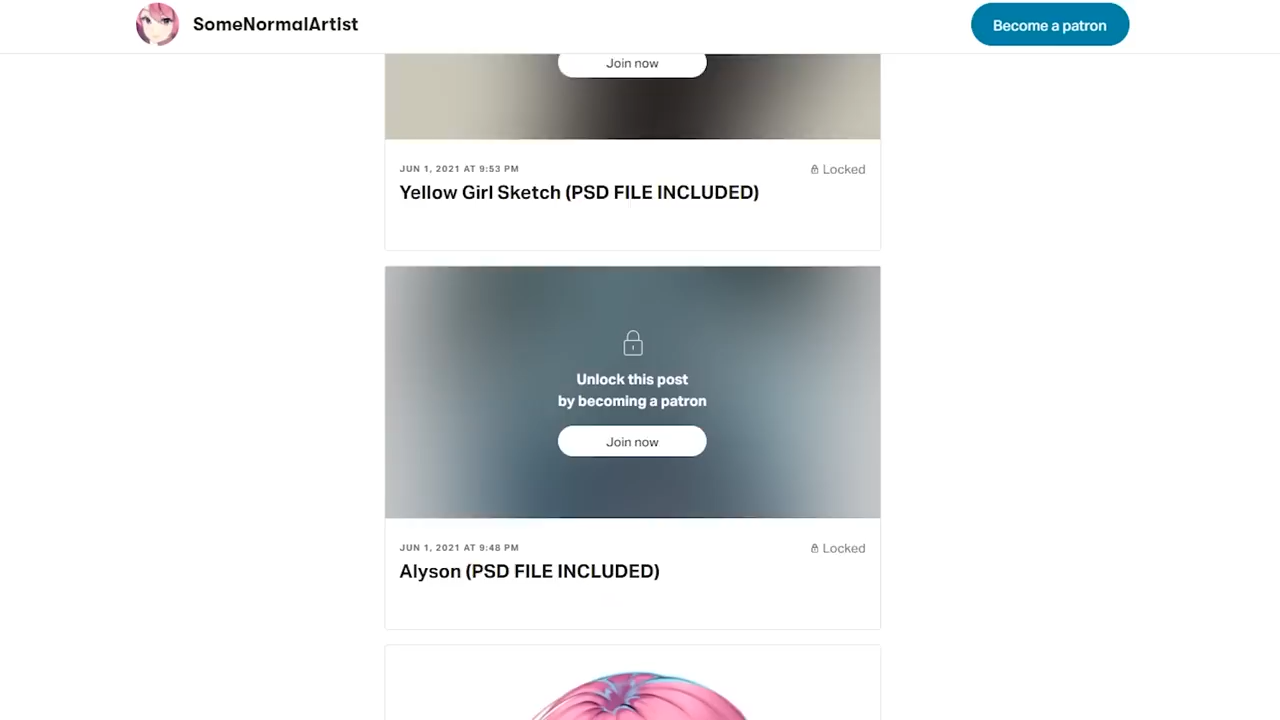 SomeNormalArtist
Become a patron
Join now
JUN 1, 2021 AT 9:53 PM
Locked
Yellow Girl Sketch (PSD FILE INCLUDED)
Unlock this post
by becoming a patron
Join now
JUN 1, 2021 AT 9:48 PM
Locked
Alyson (PSD FILE INCLUDED)